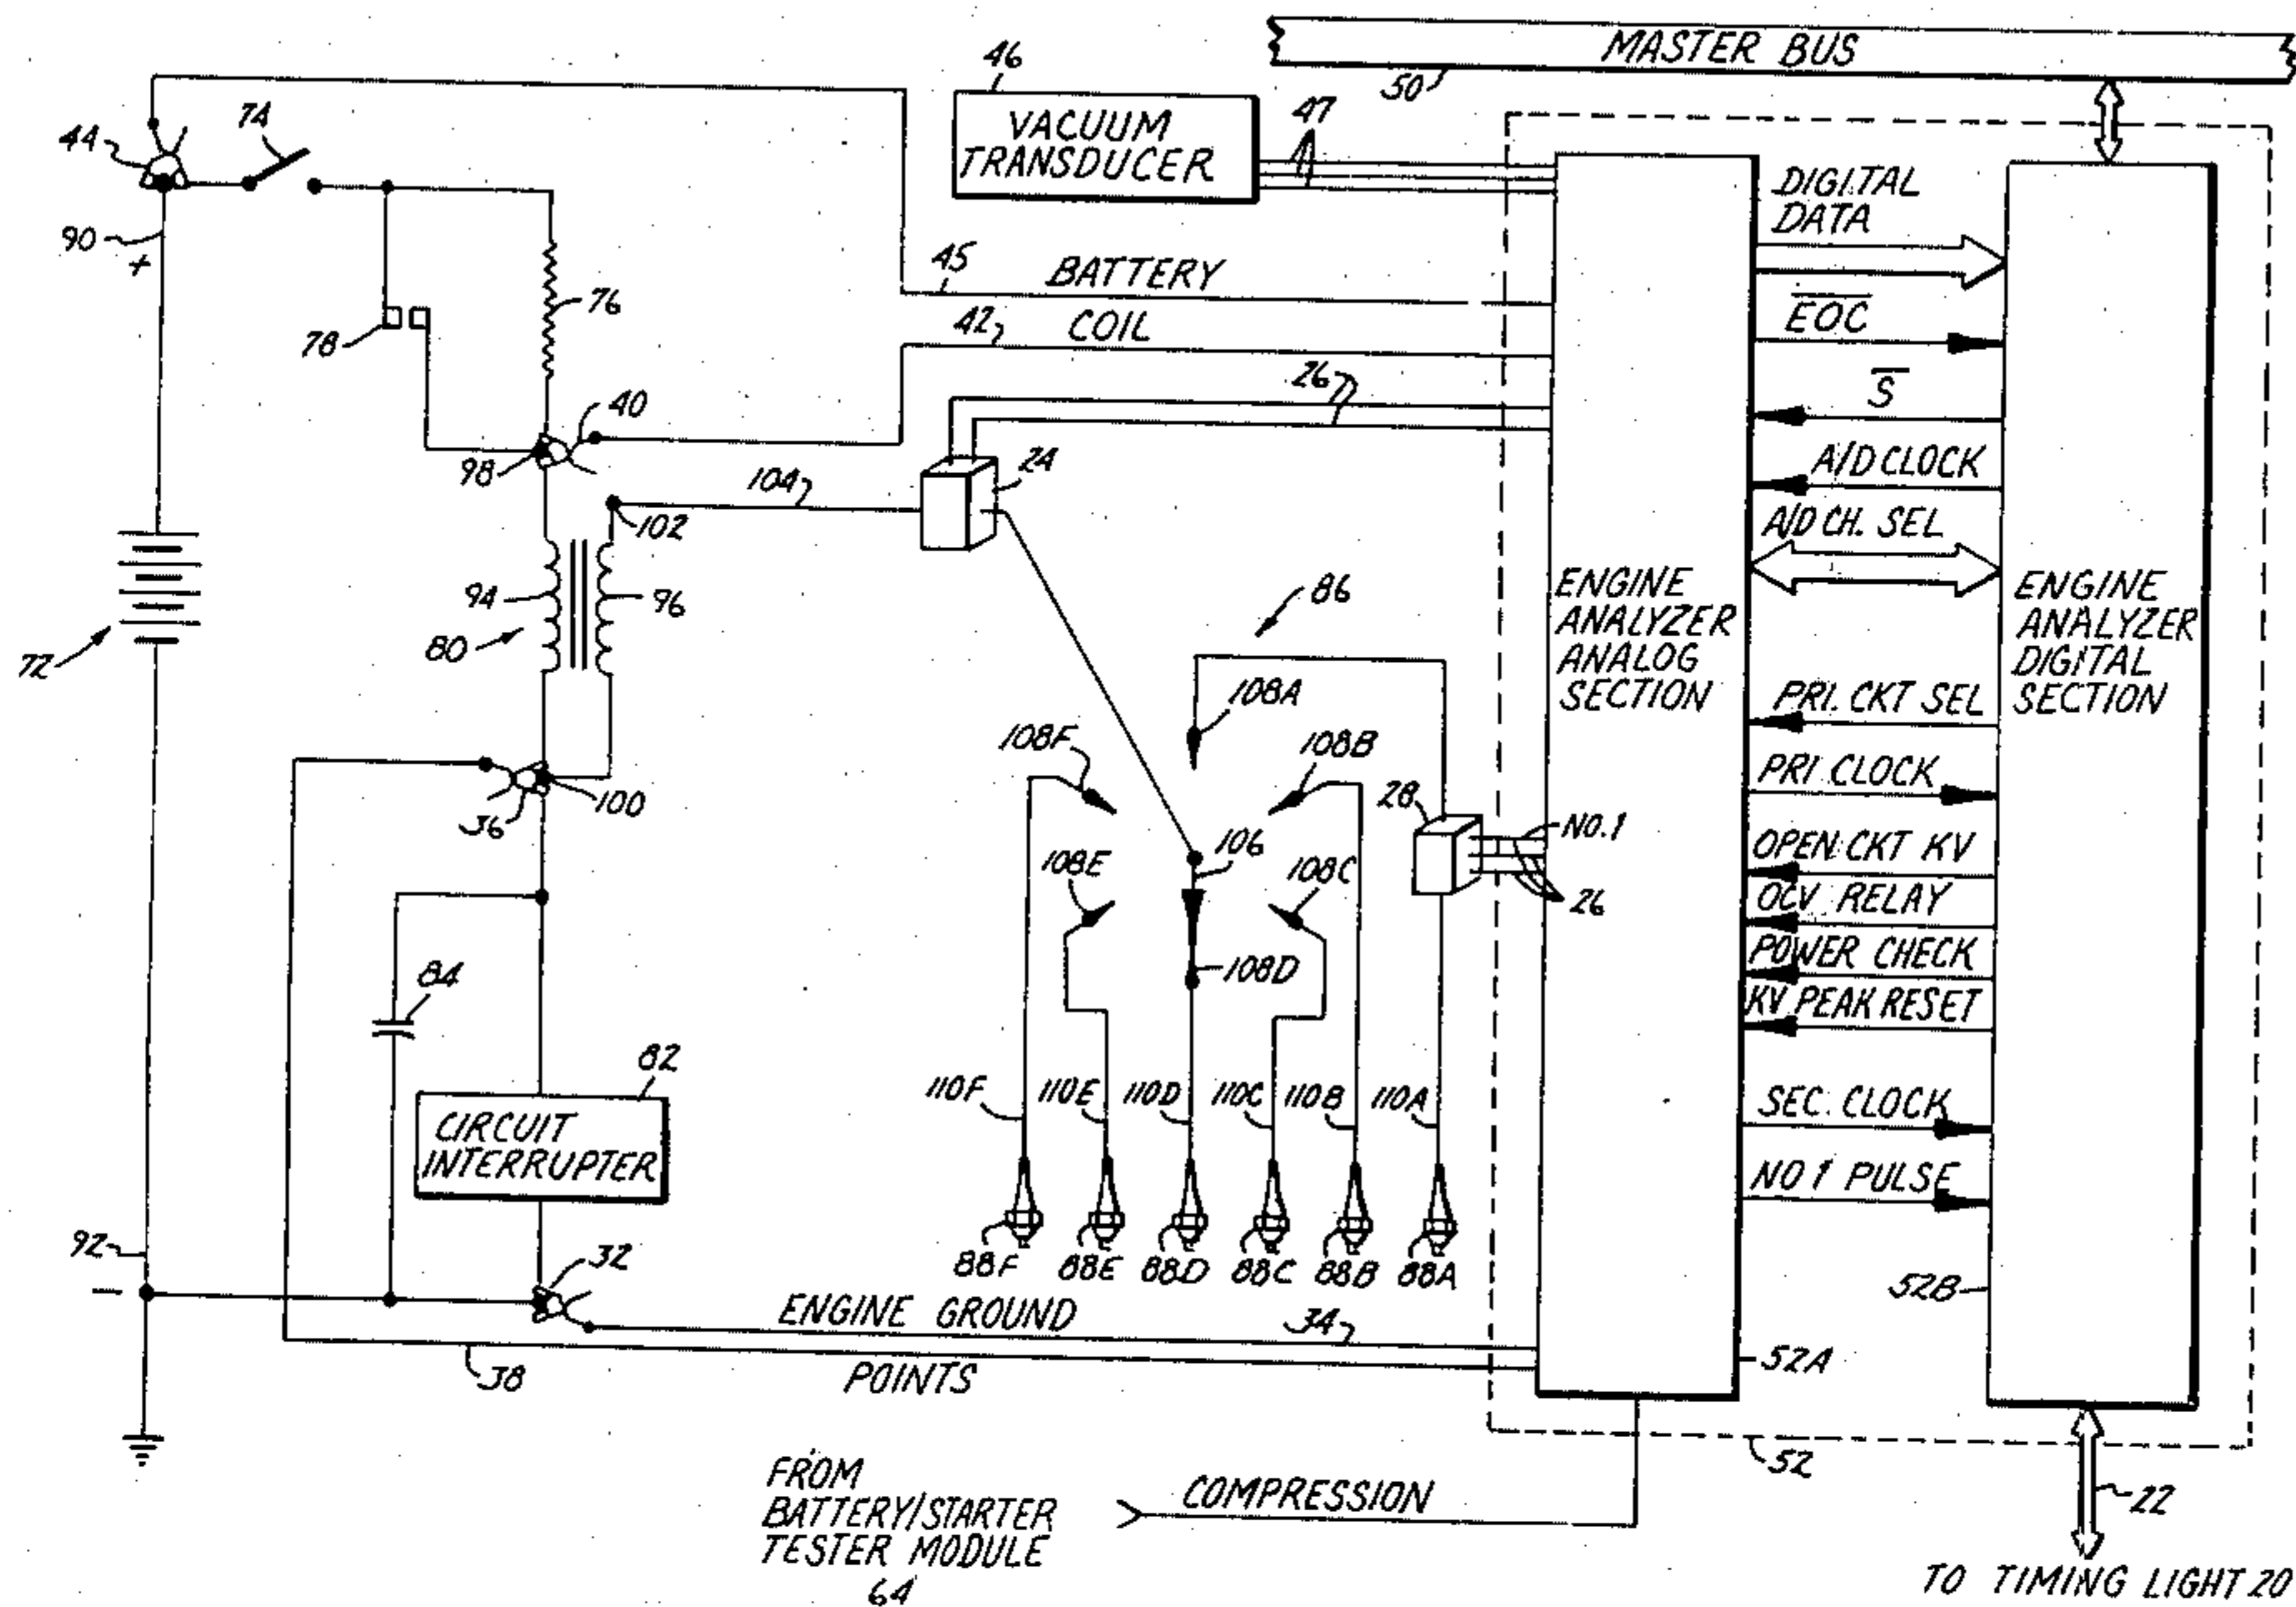 MASTER BUS
50
46
VACUUM
TRANSDUCER
47
44
74
90
+
45
BATTERY
42
COIL
76
78
40
26
98
24
104
102
94
96
80
72
86
108A
108F
108B
36
100
28
NO.1
106
108E
108C
26
108D
84
82
CIRCUIT
INTERRUPTER
110F
110E
110D
110C
110B
110A
88F
88E
88D
88C
88B
88A
92
-
32
ENGINE GROUND
34
38
POINTS
ENGINE
ANALYZER
ANALOG
SECTION
DIGITAL
DATA
EOC
S
A/D CLOCK
A/D CH. SEL
PRI. CKT SEL
PRI. CLOCK
OPEN CKT KV
OCV RELAY
POWER CHECK
KV PEAK RESET
SEC. CLOCK
NO 1 PULSE
ENGINE
ANALYZER
DIGITAL
SECTION
52B
52A
52
22
FROM
BATTERY/STARTER
TESTER MODULE
64
COMPRESSION
TO TIMING LIGHT 20